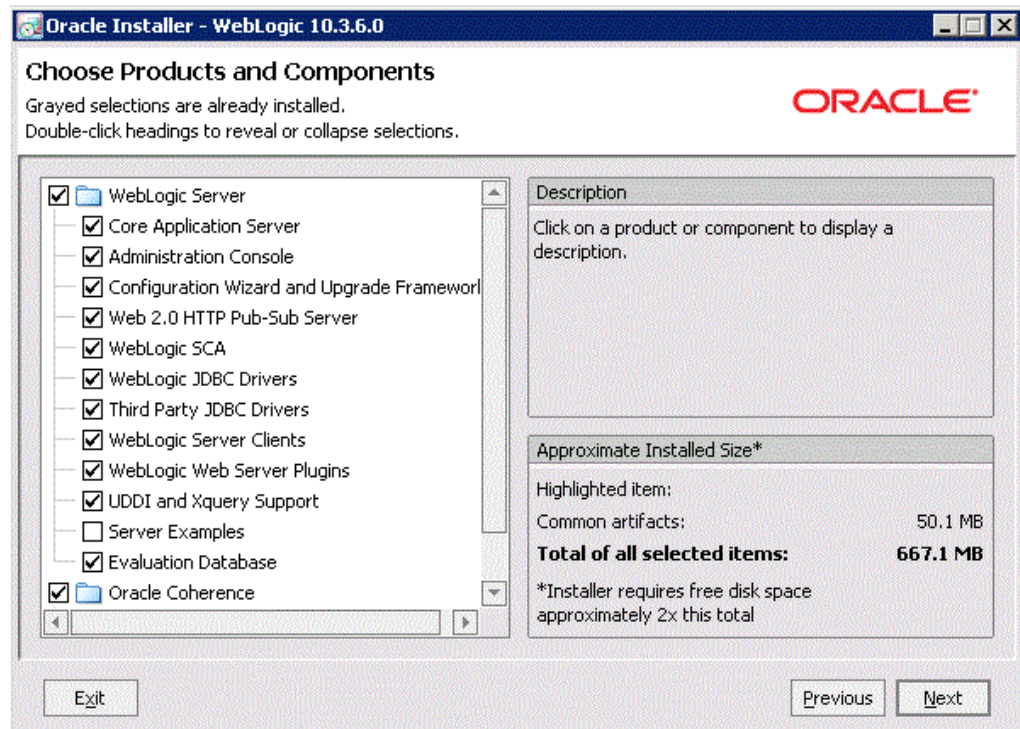 Oracle Installer - WebLogic 10.3.6.0
Choose Products and Components
Grayed selections are already installed.
Double-click headings to reveal or collapse selections.
ORACLE
WebLogic Server
Core Application Server
Administration Console
Configuration Wizard and Upgrade Framework
Web 2.0 HTTP Pub-Sub Server
WebLogic SCA
WebLogic JDBC Drivers
Third Party JDBC Drivers
WebLogic Server Clients
WebLogic Web Server Plugins
UDDI and Xquery Support
Server Examples
Evaluation Database
Oracle Coherence
Description
Click on a product or component to display a
description.
Approximate Installed Size*
Highlighted item:
Common artifacts: 50.1 MB
Total of all selected items: 667.1 MB
*Installer requires free disk space
approximately 2x this total
Exit
Previous
Next